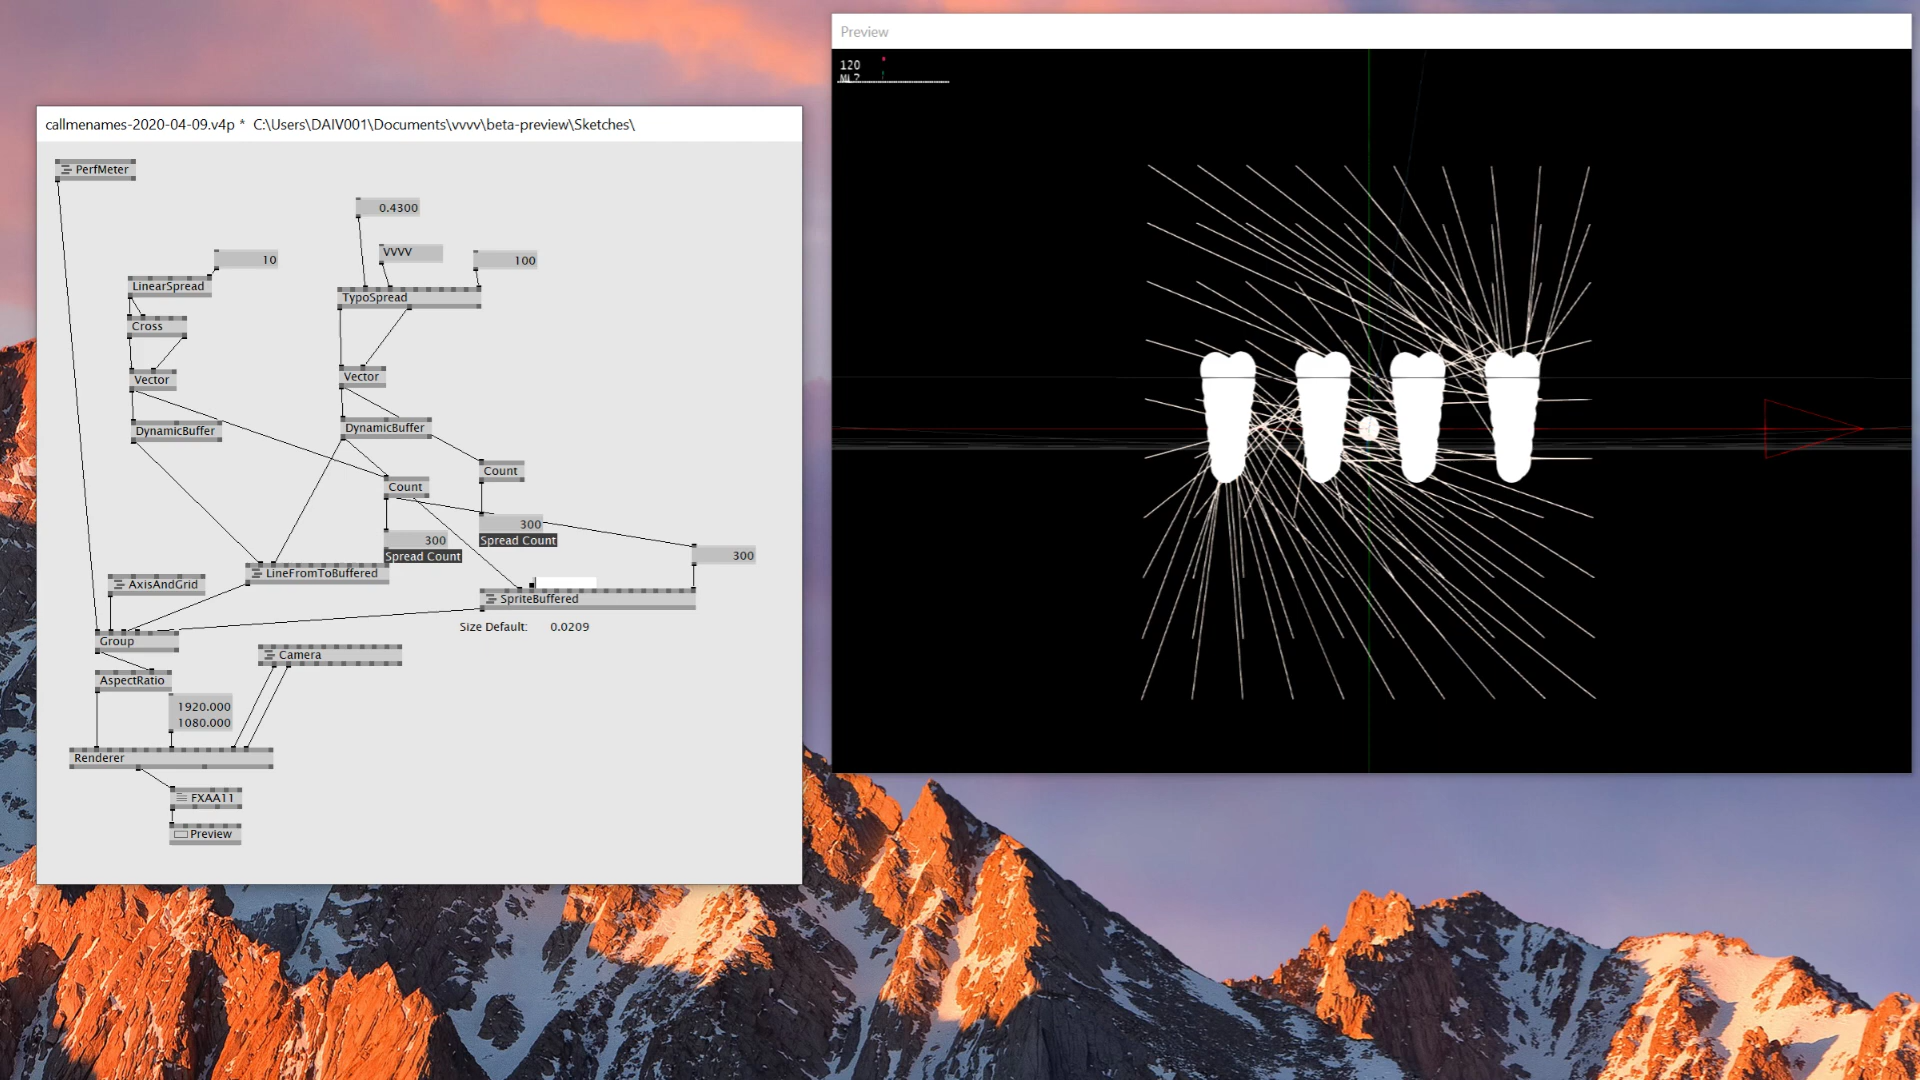 callmenames-2020-04-09.v4p *  C:\Users\DAIV001\Documents\vvvv\beta-preview\Sketches\
PerfMeter
0.4300
VVVV
100
10
LinearSpread
TypoSpread
Cross
Vector
Vector
DynamicBuffer
DynamicBuffer
Count
Count
300
Spread Count
300
Spread Count
300
LineFromToBuffered
AxisAndGrid
SpriteBuffered
Size Default: 0.0209
Group
Camera
AspectRatio
1920.000
1080.000
Renderer
FXAA11
Preview
Preview
120